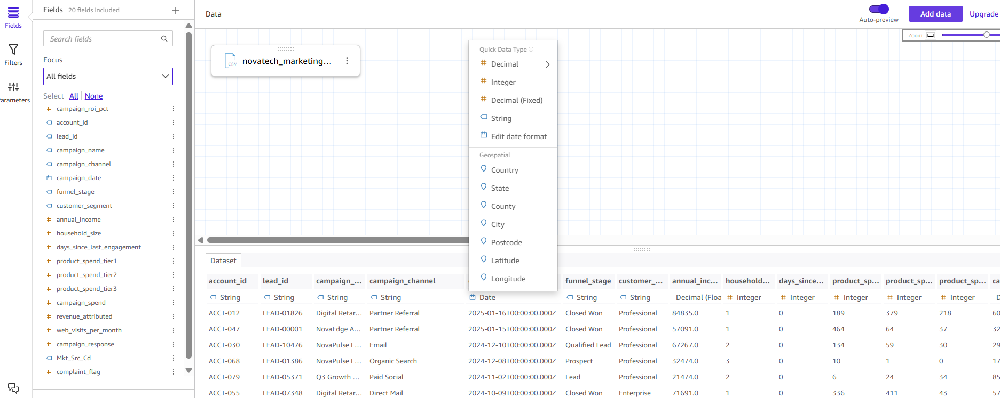 Fields
Filters
arameters
Fields 20 fields included
Search fields
Focus
All fields
Select All None
campaign_roi_pct
account_id
lead_id
campaign_name
campaign_channel
campaign_date
funnel_stage
customer_segment
annual_income
household_size
days_since_last_engagement
product_spend_tier1
product_spend_tier2
product_spend_tier3
campaign_spend
revenue_attributed
web_visits_per_month
campaign_response
Mkt_Src_Cd
complaint_flag
Data
Auto-preview
Add data
Upgrade
Zoom
CSV
novatech_marketing...
Quick Data Type
Decimal
Integer
Decimal (Fixed)
String
Edit date format
Geospatial
Country
State
County
City
Postcode
Latitude
Longitude
Dataset
account_id lead_id campaign_... campaign_channel funnel_stage customer_... annual_inc... household... days_since... product_sp... product_sp... product_sp... ca
String String String String Date String String Decimal (Floa Integer Integer Integer Integer Integer D
ACCT-012 LEAD-01826 Digital Retar... Partner Referral 2025-01-16T00:00:00.000Z Closed Won Professional 84835.0 1 0 189 379 218 60
ACCT-047 LEAD-00001 NovaEdge A... Partner Referral 2025-01-15T00:00:00.000Z Closed Won Professional 57091.0 1 0 464 64 37 32
ACCT-030 LEAD-10476 NovaPulse L... Email 2024-12-10T00:00:00.000Z Qualified Lead Professional 67267.0 2 0 134 59 30 29
ACCT-068 LEAD-01386 NovaPulse L... Organic Search 2024-12-08T00:00:00.000Z Prospect Professional 32474.0 3 0 10 1 0 17
ACCT-079 LEAD-05371 Q3 Growth ... Paid Social 2024-11-02T00:00:00.000Z Lead Professional 21474.0 2 0 6 24 34 85
ACCT-055 LEAD-07348 Digital Retar... Direct Mail 2024-10-09T00:00:00.000Z Closed Won Enterprise 71691.0 1 0 336 411 43 57